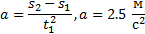 a = (s₂ − s₁) / t₁², a = 2.5 м/с²